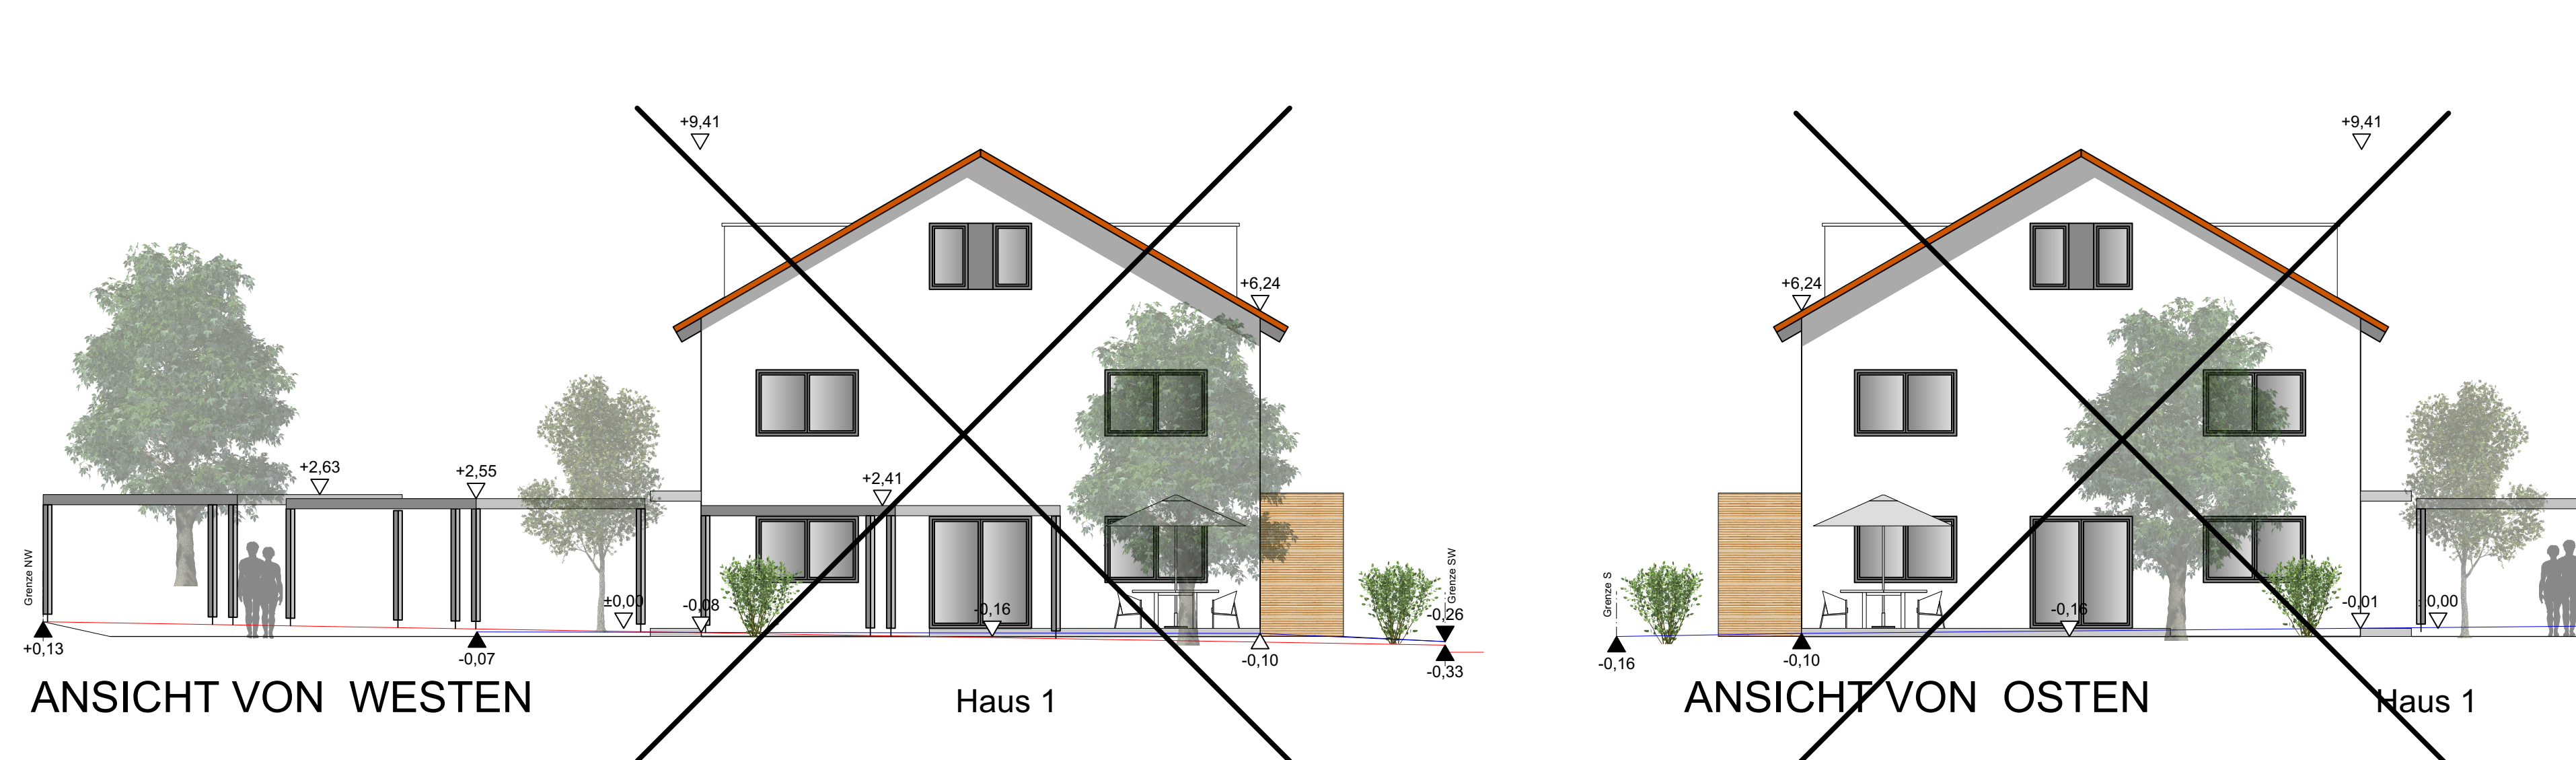 +9,41
+9,41
+6,24
+6,24
+2,63
+2,55
+2,41
Grenze NW
Grenze SW
Grenze S
±0,00
-0,08
-0,16
-0,26
-0,16
-0,01
0,00
+0,13
-0,07
-0,10
-0,33
-0,16
-0,10
ANSICHT VON WESTEN
Haus 1
ANSICHT VON OSTEN
Haus 1